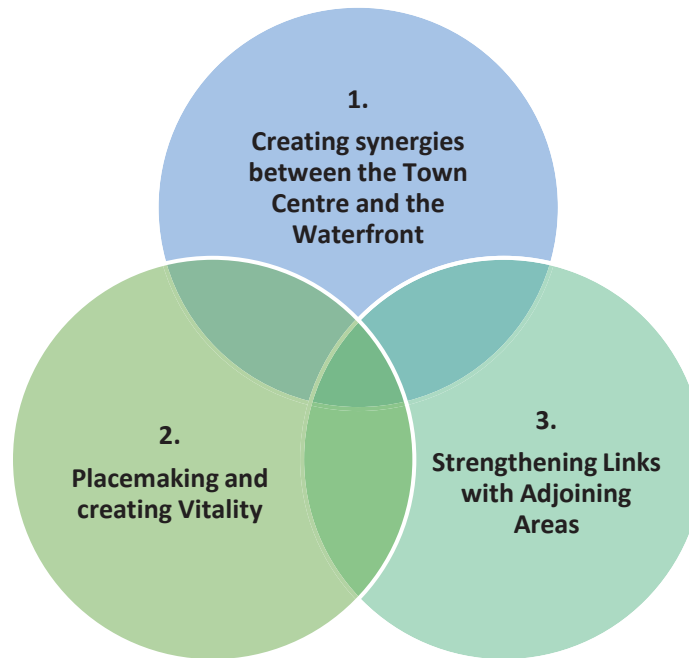 1.
Creating synergies
between the Town
Centre and the
Waterfront
2.
Placemaking and
creating Vitality
3.
Strengthening Links
with Adjoining
Areas